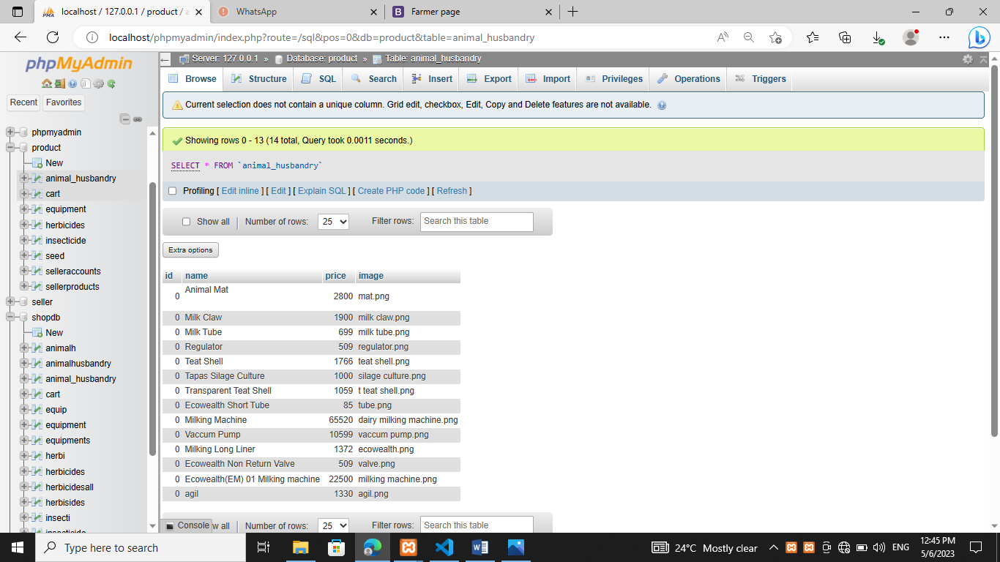 localhost / 127.0.0.1 / product / a
WhatsApp
Farmer page
localhost/phpmyadmin/index.php?route=/sql&pos=0&db=product&table=animal_husbandry
phpMyAdmin
Recent Favorites
phpmyadmin
product
New
animal_husbandry
cart
equipment
herbicides
insecticide
seed
selleraccounts
sellerproducts
seller
shopdb
New
animalh
animalhusbandry
animal_husbandry
cart
equip
equipment
equipments
herbi
herbicides
herbicidesall
herbisides
insecti
insecticide
Server: 127.0.0.1 » Database: product » Table: animal_husbandry
Browse Structure SQL Search Insert Export Import Privileges Operations Triggers
Current selection does not contain a unique column. Grid edit, checkbox, Edit, Copy and Delete features are not available.
Showing rows 0 - 13 (14 total, Query took 0.0011 seconds.)
SELECT * FROM `animal_husbandry`
Profiling [ Edit inline ] [ Edit ] [ Explain SQL ] [ Create PHP code ] [ Refresh ]
Show all | Number of rows: 25 Filter rows: Search this table
Extra options
id name price image
0 Animal Mat 2800 mat.png
0 Milk Claw 1900 milk claw.png
0 Milk Tube 699 milk tube.png
0 Regulator 509 regulator.png
0 Teat Shell 1766 teat shell.png
0 Tapas Silage Culture 1000 silage culture.png
0 Transparent Teat Shell 1059 t teat shell.png
0 Ecowealth Short Tube 85 tube.png
0 Milking Machine 65520 dairy milking machine.png
0 Vaccum Pump 10599 vaccum pump.png
0 Milking Long Liner 1372 ecowealth.png
0 Ecowealth Non Return Valve 509 valve.png
0 Ecowealth(EM) 01 Milking machine 22500 milking machine.png
0 agil 1330 agil.png
Console w all | Number of rows: 25 Filter rows: Search this table
Type here to search
24°C Mostly clear
ENG
12:45 PM
5/6/2023